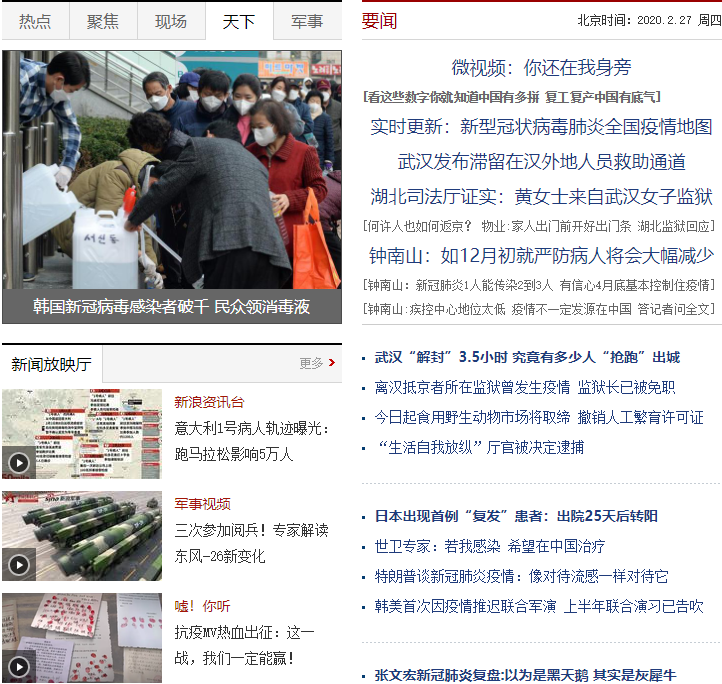 热点
聚焦
现场
天下
军事
韩国新冠病毒感染者破千 民众领消毒液
新闻放映厅
更多
新浪资讯台
意大利1号病人轨迹曝光：
跑马拉松影响5万人
军事视频
三次参加阅兵！专家解读
东风-26新变化
嘘！你听
抗疫MV热血出征：这一
战，我们一定能赢！
要闻
北京时间：2020.2.27 周四
微视频：你还在我身旁
[看这些数字你就知道中国有多拼 复工复产中国有底气]
实时更新：新型冠状病毒肺炎全国疫情地图
武汉发布滞留在汉外地人员救助通道
湖北司法厅证实：黄女士来自武汉女子监狱
[何许人也如何返京？ 物业:家人出门前开好出门条 湖北监狱回应]
钟南山：如12月初就严防病人将会大幅减少
[钟南山：新冠肺炎1人能传染2到3人 有信心4月底基本控制住疫情]
[钟南山:疾控中心地位太低 疫情不一定发源在中国 答记者问全文]
武汉“解封”3.5小时 究竟有多少人“抢跑”出城
离汉抵京者所在监狱曾发生疫情 监狱长已被免职
今日起食用野生动物市场将取缔 撤销人工繁育许可证
“生活自我放纵”厅官被决定逮捕
日本出现首例“复发”患者：出院25天后转阳
世卫专家：若我感染 希望在中国治疗
特朗普谈新冠肺炎疫情：像对待流感一样对待它
韩美首次因疫情推迟联合军演 上半年联合演习已告吹
张文宏新冠肺炎复盘:以为是黑天鹅 其实是灰犀牛